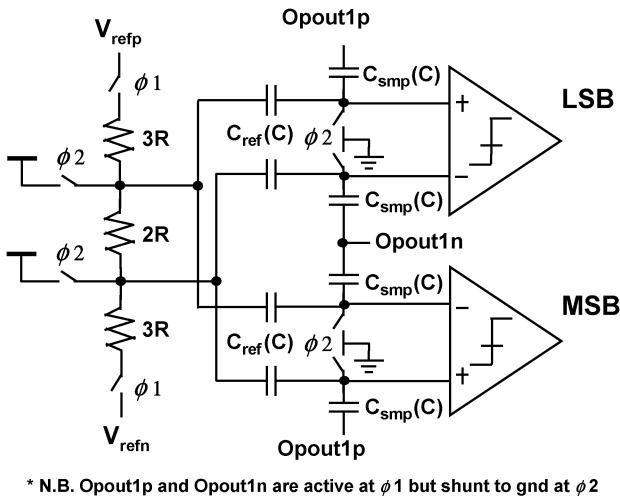 Opout1p
V_refp
C_smp(C)
LSB
ϕ1
+
3R
C_ref(C)
ϕ2
ϕ2
−
C_smp(C)
2R
Opout1n
ϕ2
C_smp(C)
MSB
−
3R
C_ref(C)
ϕ2
+
ϕ1
C_smp(C)
V_refn
Opout1p
* N.B. Opout1p and Opout1n are active at ϕ1 but shunt to gnd at ϕ2